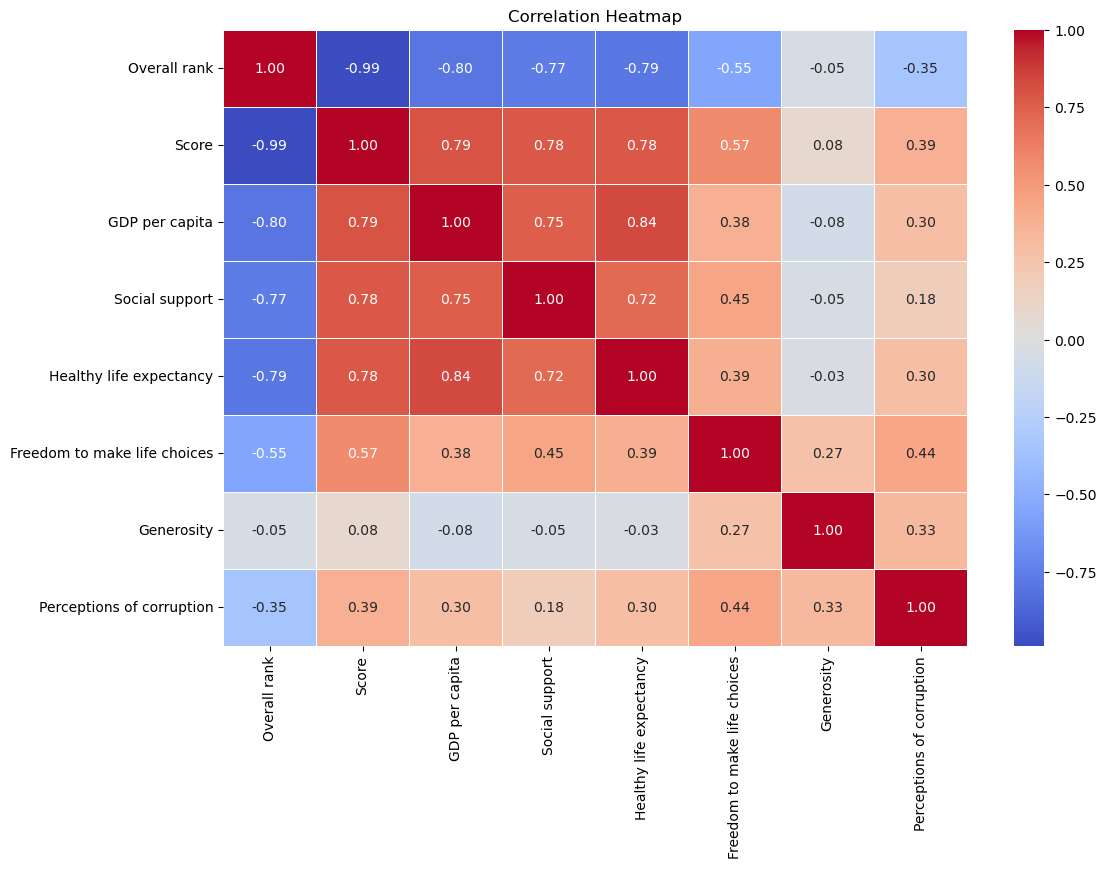 Correlation Heatmap
Overall rank 1.00 -0.99 -0.80 -0.77 -0.79 -0.55 -0.05 -0.35
Score -0.99 1.00 0.79 0.78 0.78 0.57 0.08 0.39
GDP per capita -0.80 0.79 1.00 0.75 0.84 0.38 -0.08 0.30
Social support -0.77 0.78 0.75 1.00 0.72 0.45 -0.05 0.18
Healthy life expectancy -0.79 0.78 0.84 0.72 1.00 0.39 -0.03 0.30
Freedom to make life choices -0.55 0.57 0.38 0.45 0.39 1.00 0.27 0.44
Generosity -0.05 0.08 -0.08 -0.05 -0.03 0.27 1.00 0.33
Perceptions of corruption -0.35 0.39 0.30 0.18 0.30 0.44 0.33 1.00
Overall rank
Score
GDP per capita
Social support
Healthy life expectancy
Freedom to make life choices
Generosity
Perceptions of corruption
1.00
0.75
0.50
0.25
0.00
−0.25
−0.50
−0.75